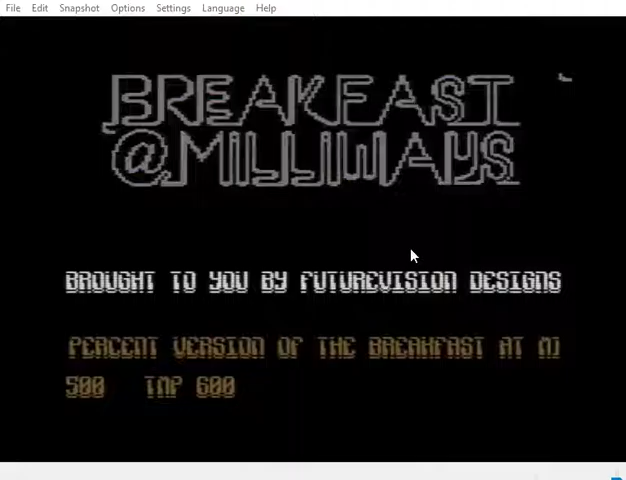 File Edit Snapshot Options Settings Language Help
BREAKFAST
@MILLIWAYS
BROUGHT TO YOU BY FUTUREVISION DESIGNS
PERCENT VERSION OF THE BREAKFAST AT MI
500 TMP 600